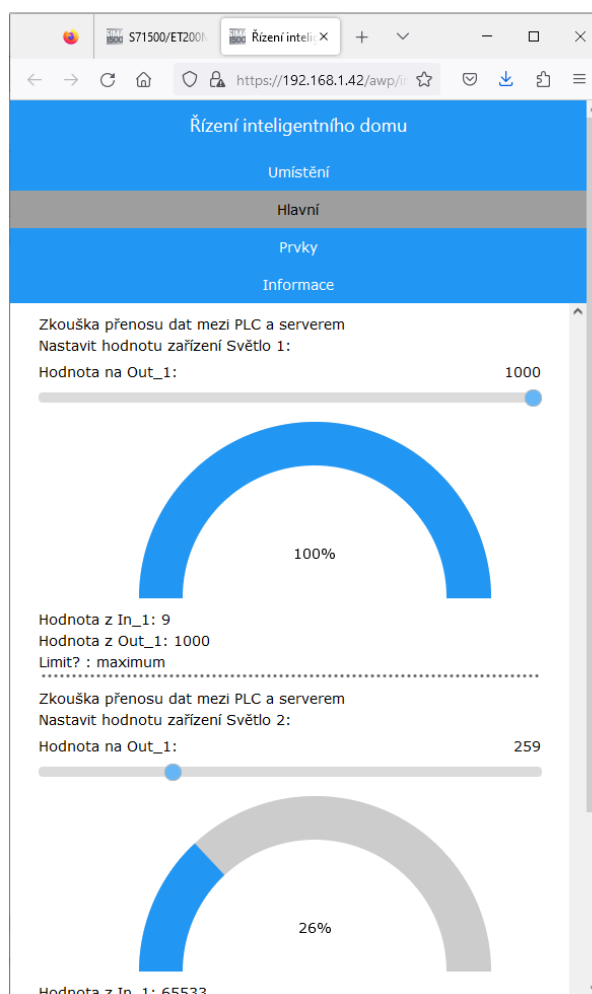 S71500/ET200M
Řízení intelig
https://192.168.1.42/awp/i
Řízení inteligentního domu
Umístění
Hlavní
Prvky
Informace
Zkouška přenosu dat mezi PLC a serverem
Nastavit hodnotu zařízení Světlo 1:
Hodnota na Out_1: 1000
100%
Hodnota z In_1: 9
Hodnota z Out_1: 1000
Limit? : maximum
Zkouška přenosu dat mezi PLC a serverem
Nastavit hodnotu zařízení Světlo 2:
Hodnota na Out_1: 259
26%
Hodnota z In_1: 65533